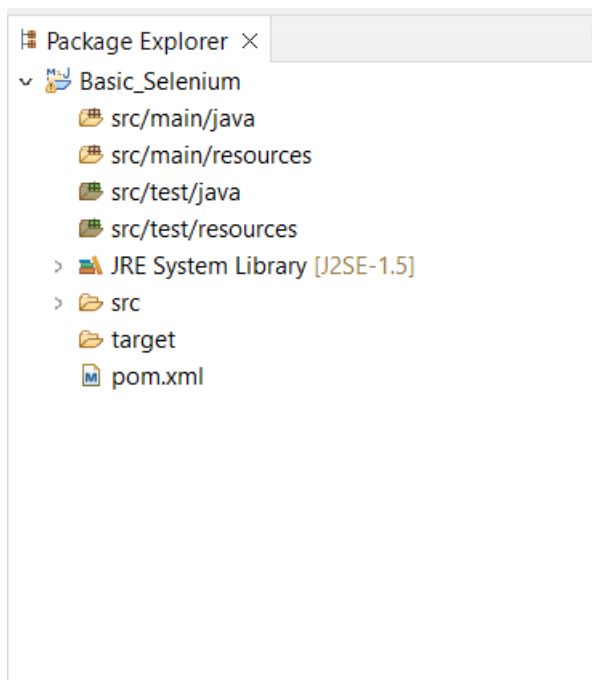 Package Explorer
Basic_Selenium
src/main/java
src/main/resources
src/test/java
src/test/resources
JRE System Library [J2SE-1.5]
src
target
pom.xml